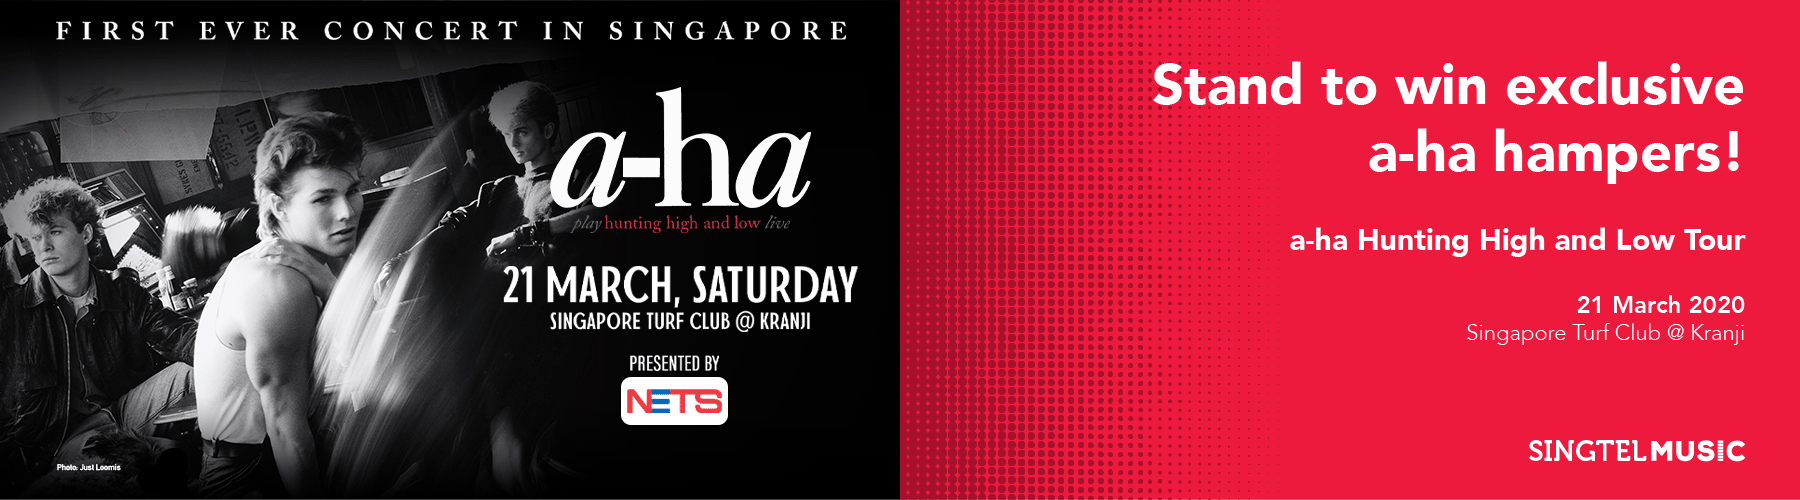 FIRST EVER CONCERT IN SINGAPORE
a-ha
play hunting high and low live
21 MARCH, SATURDAY
SINGAPORE TURF CLUB @ KRANJI
PRESENTED BY
NETS
Photo: Just Loomis
Stand to win exclusive
a-ha hampers!
a-ha Hunting High and Low Tour
21 March 2020
Singapore Turf Club @ Kranji
SINGTELMUSIC